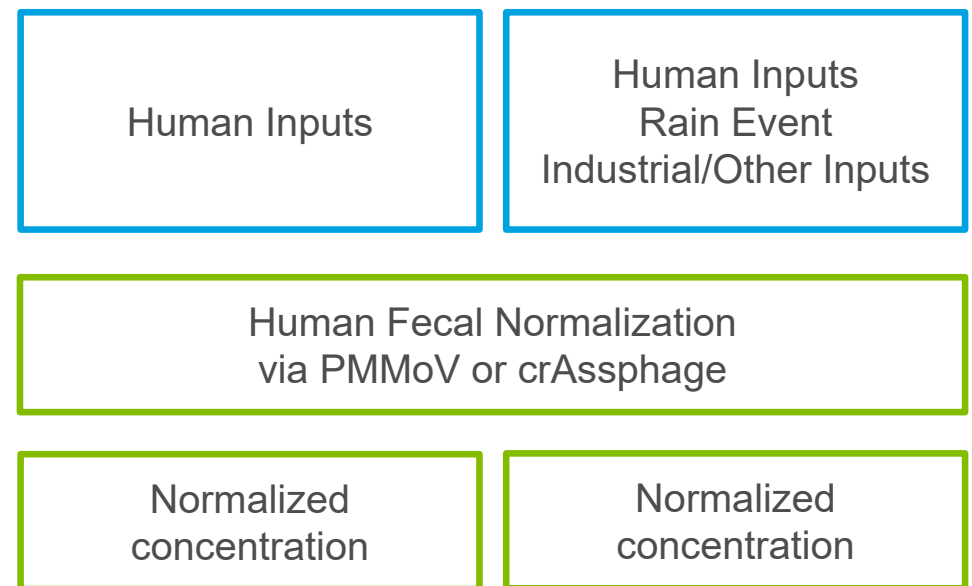 Human Inputs
Human Inputs
Rain Event
Industrial/Other Inputs
Human Fecal Normalization
via PMMoV or crAssphage
Normalized
concentration
Normalized
concentration